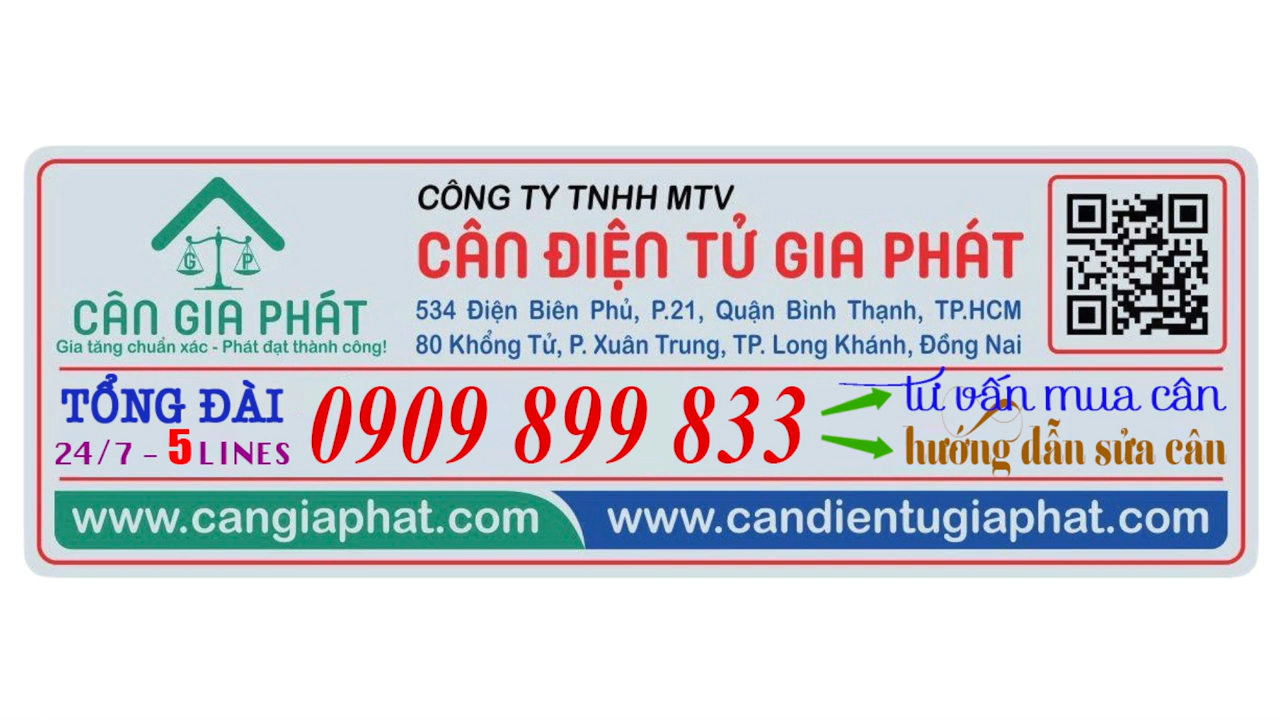 G P
CÂN GIA PHÁT
Gia tăng chuẩn xác - Phát đạt thành công!
CÔNG TY TNHH MTV
CÂN ĐIỆN TỬ GIA PHÁT
534 Điện Biên Phủ, P.21, Quận Bình Thạnh, TP.HCM
80 Khổng Tử, P. Xuân Trung, TP. Long Khánh, Đồng Nai
TỔNG ĐÀI
24/7 - 5 LINES
0909 899 833
tư vấn mua cân
hướng dẫn sửa cân
www.cangiaphat.com
www.candientugiaphat.com